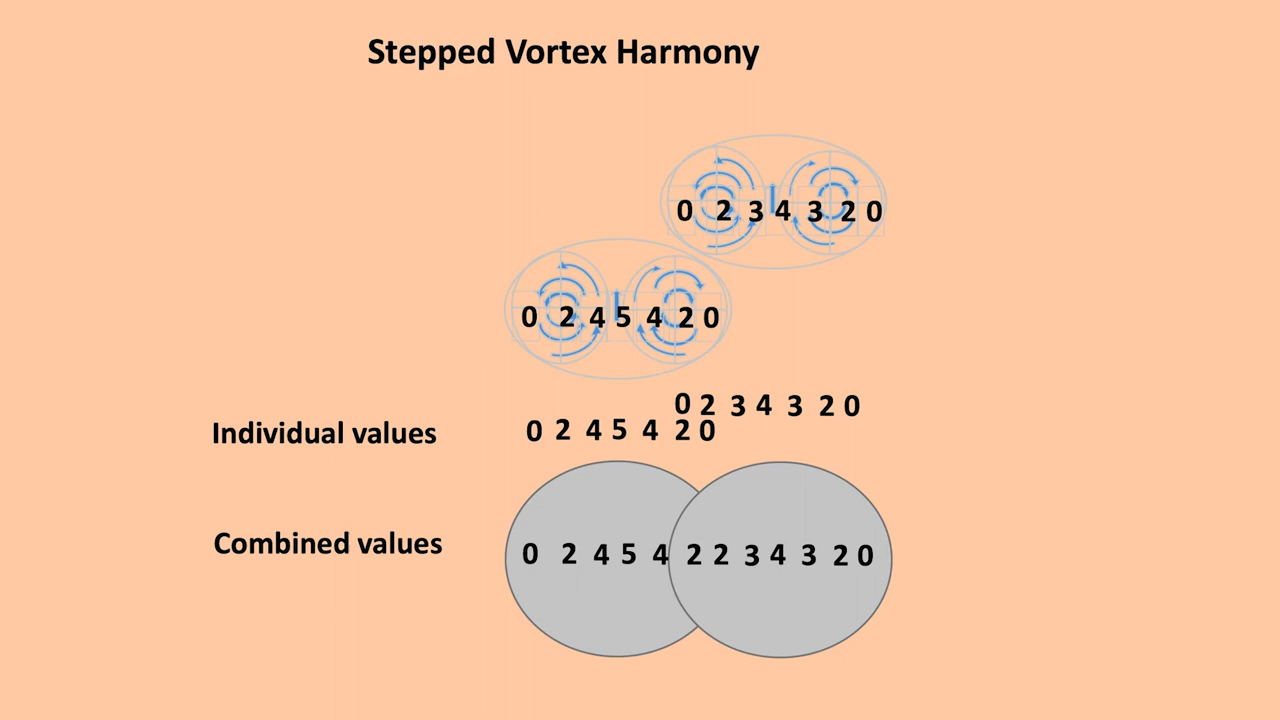 Stepped Vortex Harmony
0 2 3 4 3 2 0
0 2 4 5 4 2 0
0 2 3 4 3 2 0
Individual values 0 2 4 5 4 2 0
Combined values 0 2 4 5 4 2 2 3 4 3 2 0